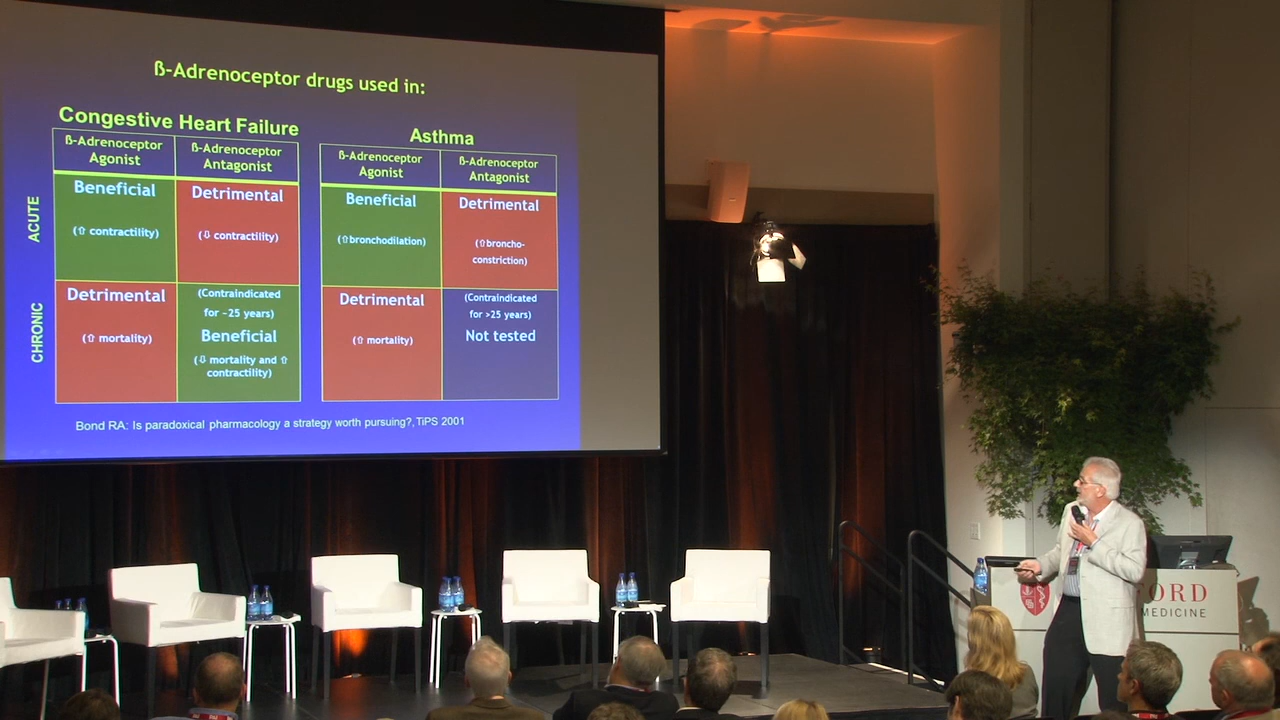 ß-Adrenoceptor drugs used in:
Congestive Heart Failure
ß-Adrenoceptor
Agonist
ß-Adrenoceptor
Antagonist
ACUTE
Beneficial
(⇧ contractility)
Detrimental
(⇩ contractility)
CHRONIC
Detrimental
(⇧ mortality)
(Contraindicated
for ~25 years)
Beneficial
(⇩ mortality and ⇧
contractility)
Asthma
ß-Adrenoceptor
Agonist
ß-Adrenoceptor
Antagonist
Beneficial
(⇧bronchodilation)
Detrimental
(⇧broncho-
constriction)
Detrimental
(⇧ mortality)
(Contraindicated
for >25 years)
Not tested
Bond RA: Is paradoxical pharmacology a strategy worth pursuing?, TiPS 2001
ORD
MEDICINE